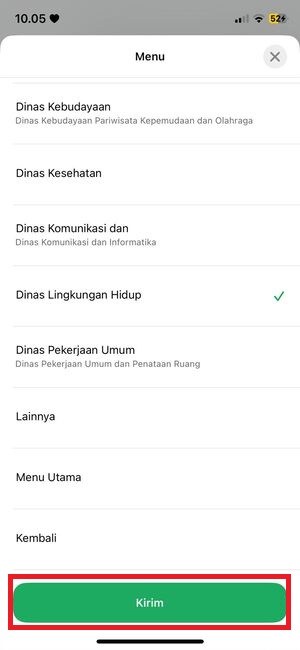 10.05
52
Menu
Dinas Kebudayaan
Dinas Kebudayaan Pariwisata Kepemudaan dan Olahraga
Dinas Kesehatan
Dinas Komunikasi dan
Dinas Komunikasi dan Informatika
Dinas Lingkungan Hidup
Dinas Pekerjaan Umum
Dinas Pekerjaan Umum dan Penataan Ruang
Lainnya
Menu Utama
Kembali
Kirim